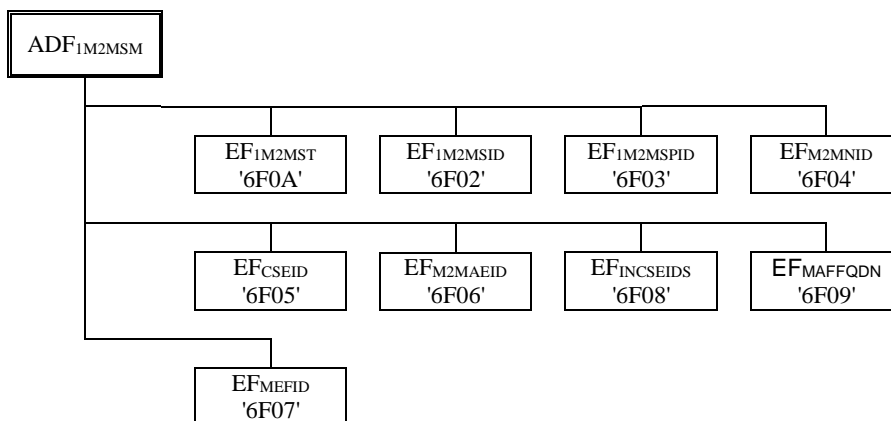 ADF1M2MSM
EF1M2MST
'6F0A'
EF1M2MSID
'6F02'
EF1M2MSPID
'6F03'
EFM2MNID
'6F04'
EFCSEID
'6F05'
EFM2MAEID
'6F06'
EFINCSEIDS
'6F08'
EFMAFFQDN
'6F09'
EFMEFID
'6F07'